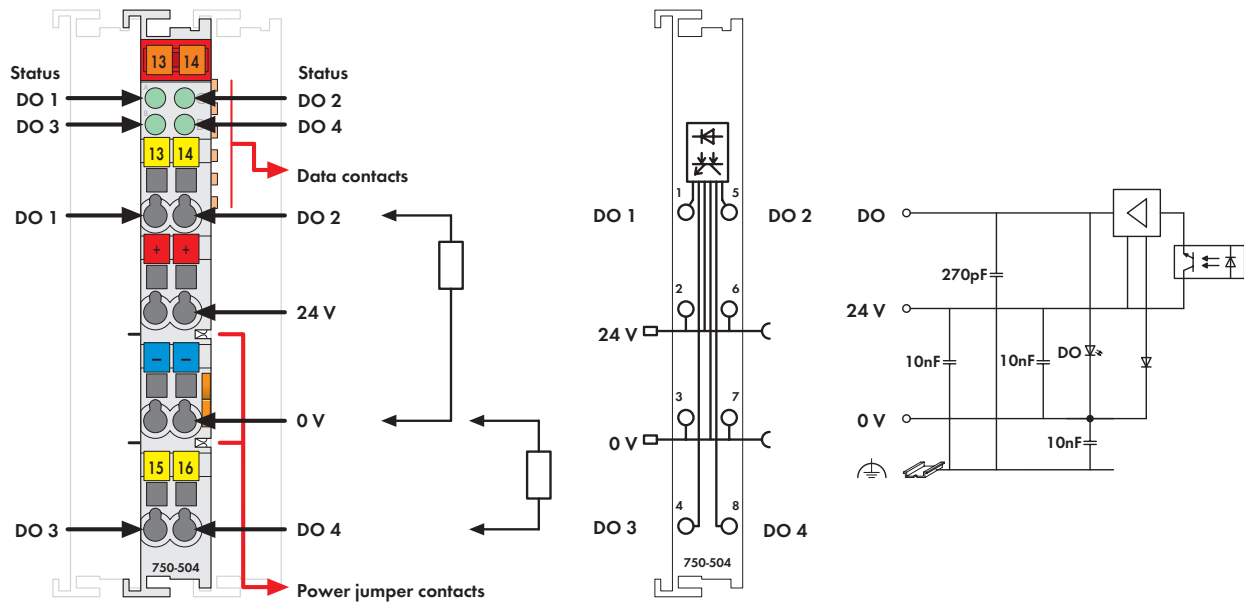 13 14
Status
Status
DO 1
DO 2
DO 3
DO 4
13 14
Data contacts
DO 1
DO 2
+ +
24 V
− −
0 V
15 16
DO 3
DO 4
750-504
Power jumper contacts
1 5
DO 1
DO 2
2 6
24 V
3 7
0 V
4 8
DO 3
DO 4
750-504
DO
270pF
24 V
10nF
10nF
DO
0 V
10nF